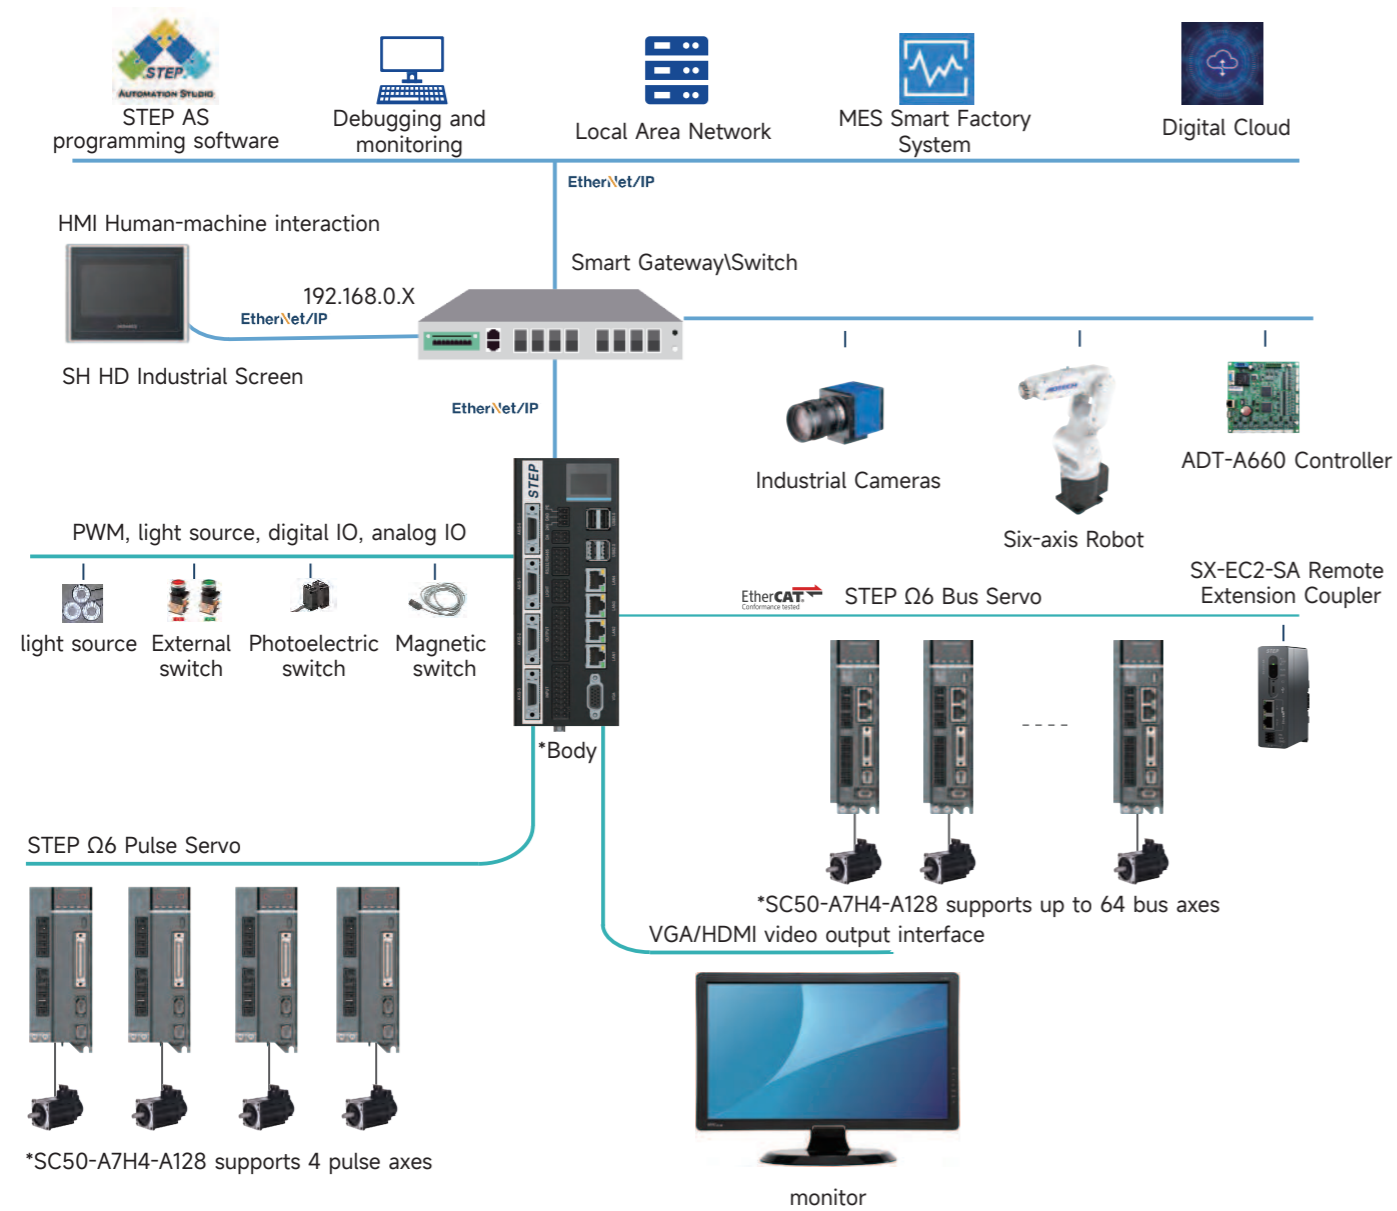 STEP
AUTOMATION STUDIO
STEP AS
programming software
Debugging and
monitoring
Local Area Network
MES Smart Factory
System
Digital Cloud
EtherNet/IP
HMI Human-machine interaction
Smart Gateway\Switch
192.168.0.X
EtherNet/IP
SH HD Industrial Screen
EtherNet/IP
Industrial Cameras
Six-axis Robot
ADT-A660 Controller
STEP
PWM, light source, digital IO, analog IO
light source
External
switch
Photoelectric
switch
Magnetic
switch
EtherCAT
Conformance tested
STEP Ω6 Bus Servo
SX-EC2-SA Remote
Extension Coupler
*Body
STEP Ω6 Pulse Servo
*SC50-A7H4-A128 supports up to 64 bus axes
VGA/HDMI video output interface
*SC50-A7H4-A128 supports 4 pulse axes
monitor